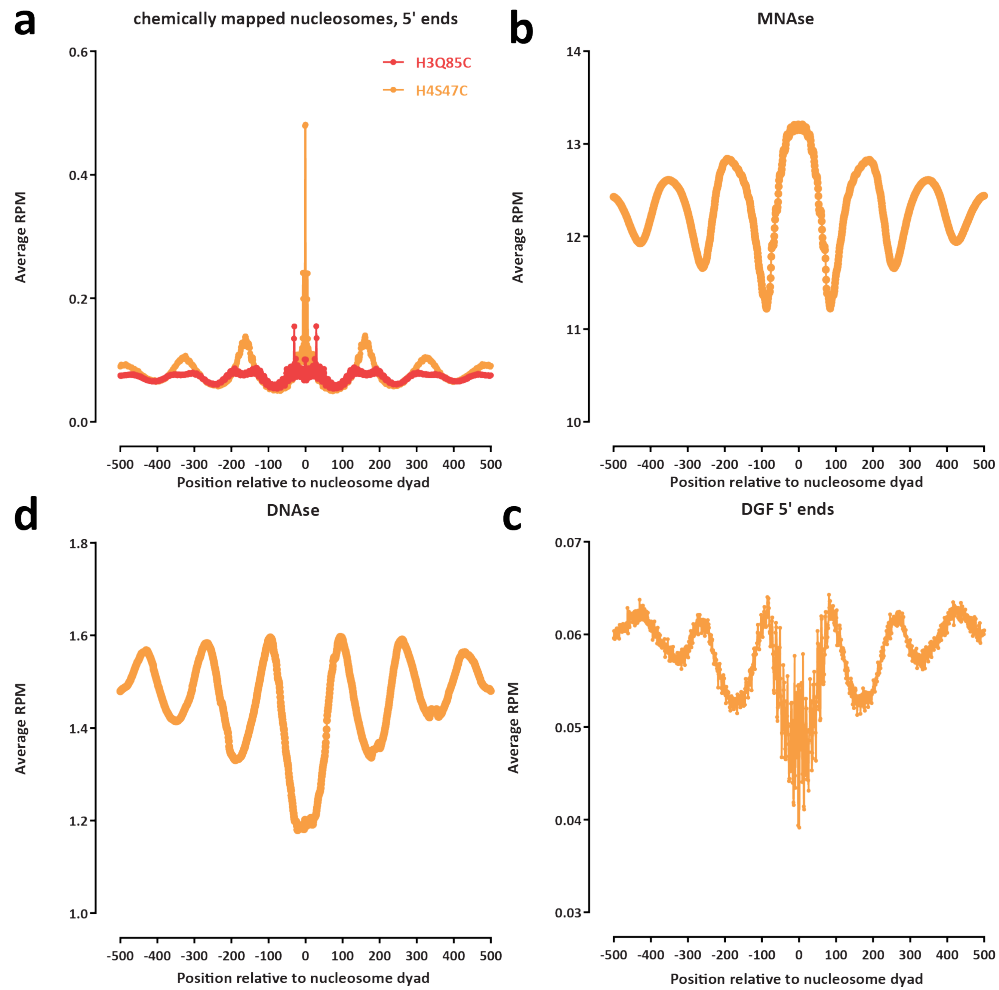 a
chemically mapped nucleosomes, 5' ends
H3Q85C
H4S47C
0.6
0.4
0.2
0.0
Average RPM
-500 -400 -300 -200 -100 0 100 200 300 400 500
Position relative to nucleosome dyad
b
MNAse
14
13
12
11
10
Average RPM
-500 -400 -300 -200 -100 0 100 200 300 400 500
Position relative to nucleosome dyad
d
DNAse
1.8
1.6
1.4
1.2
1.0
Average RPM
-500 -400 -300 -200 -100 0 100 200 300 400 500
Position relative to nucleosome dyad
c
DGF 5' ends
0.07
0.06
0.05
0.04
0.03
Average RPM
-500 -400 -300 -200 -100 0 100 200 300 400 500
Position relative to nucleosome dyad